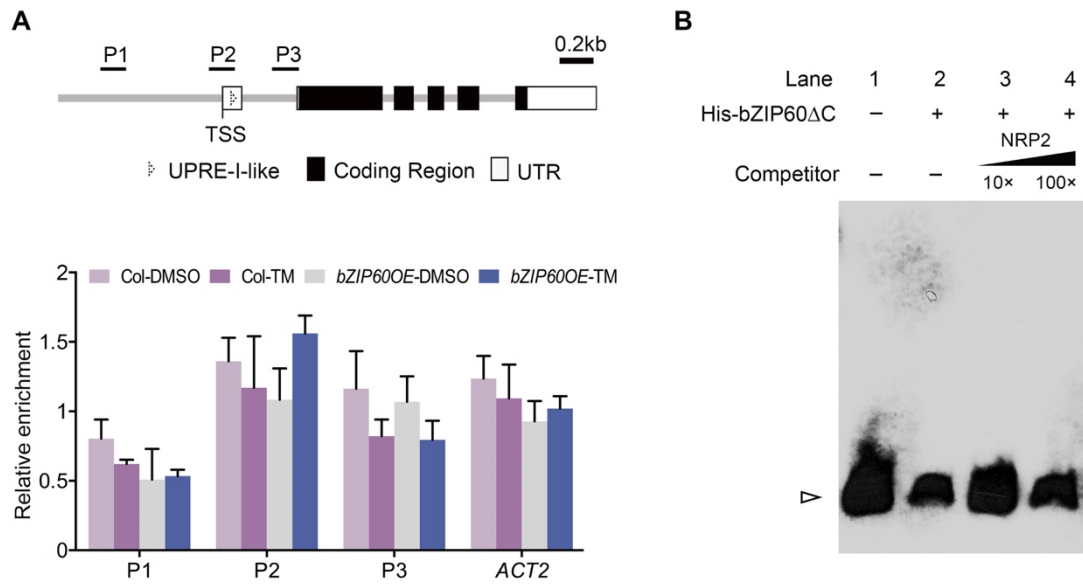 A
P1 P2 P3 0.2kb
TSS
UPRE-I-like Coding Region UTR
Col-DMSO Col-TM bZIP60OE-DMSO bZIP60OE-TM
Relative enrichment
2
1.5
1
0.5
0
P1 P2 P3 ACT2
B
Lane 1 2 3 4
His-bZIP60ΔC – + + +
NRP2
Competitor – – 10× 100×